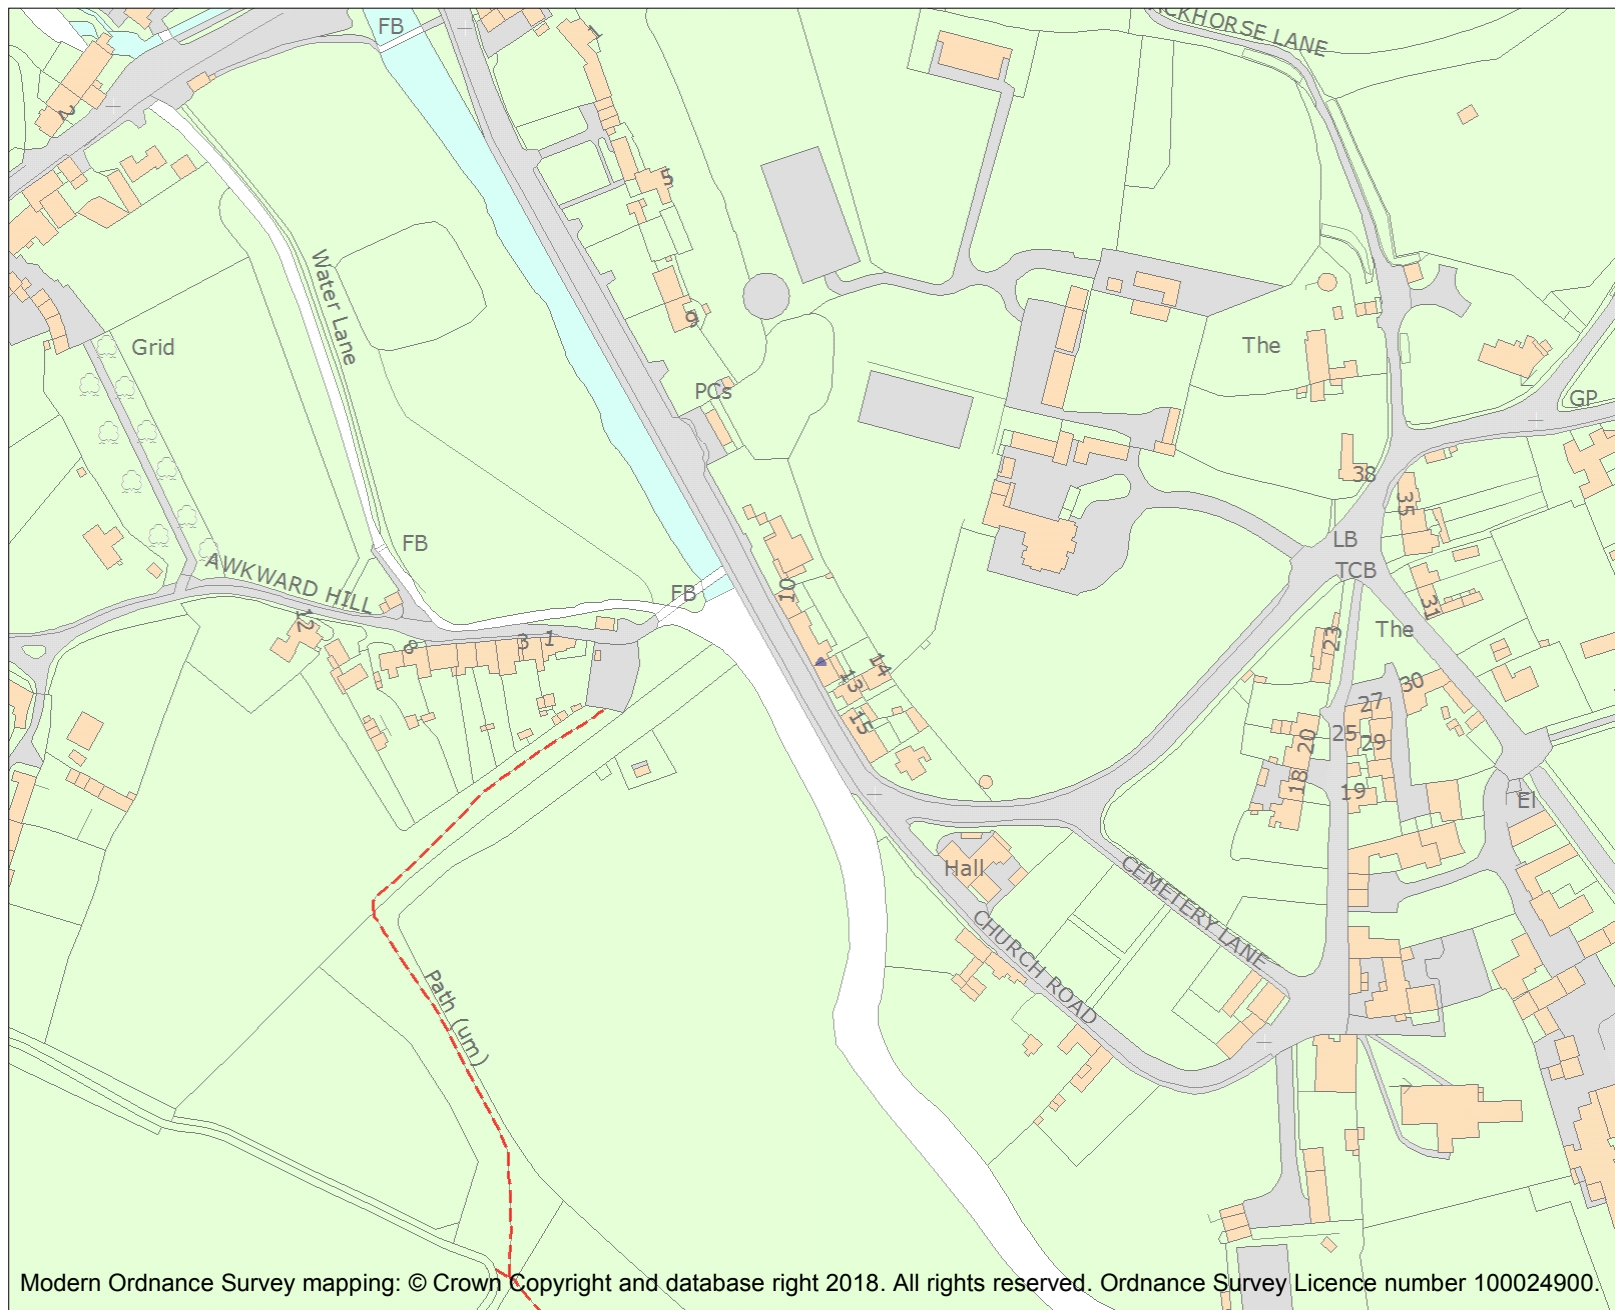 FB
1
ACKHORSE LANE
2
5
Water Lane
9
Grid
The
PCs
GP
38
35
FB
LB
AWKWARD HILL
TCB
10
FB
31
12
The
23
8
3
1
14
13
30
27
15
25
20
29
18
19
El
Hall
CEMETERY LANE
CHURCH ROAD
Path (um)
Modern Ordnance Survey mapping: © Crown Copyright and database right 2018. All rights reserved. Ordnance Survey Licence number 100024900.